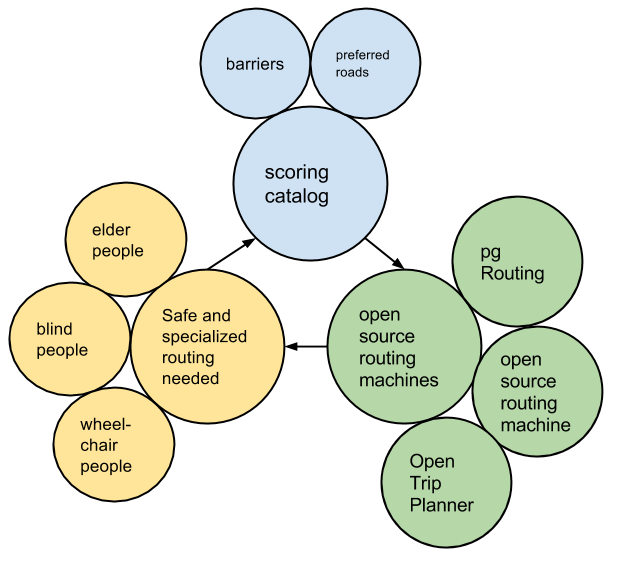 barriers
preferred
roads
scoring
catalog
elder
people
blind
people
wheel-
chair
people
Safe and
specialized
routing
needed
open
source
routing
machines
pg
Routing
open
source
routing
machine
Open
Trip
Planner